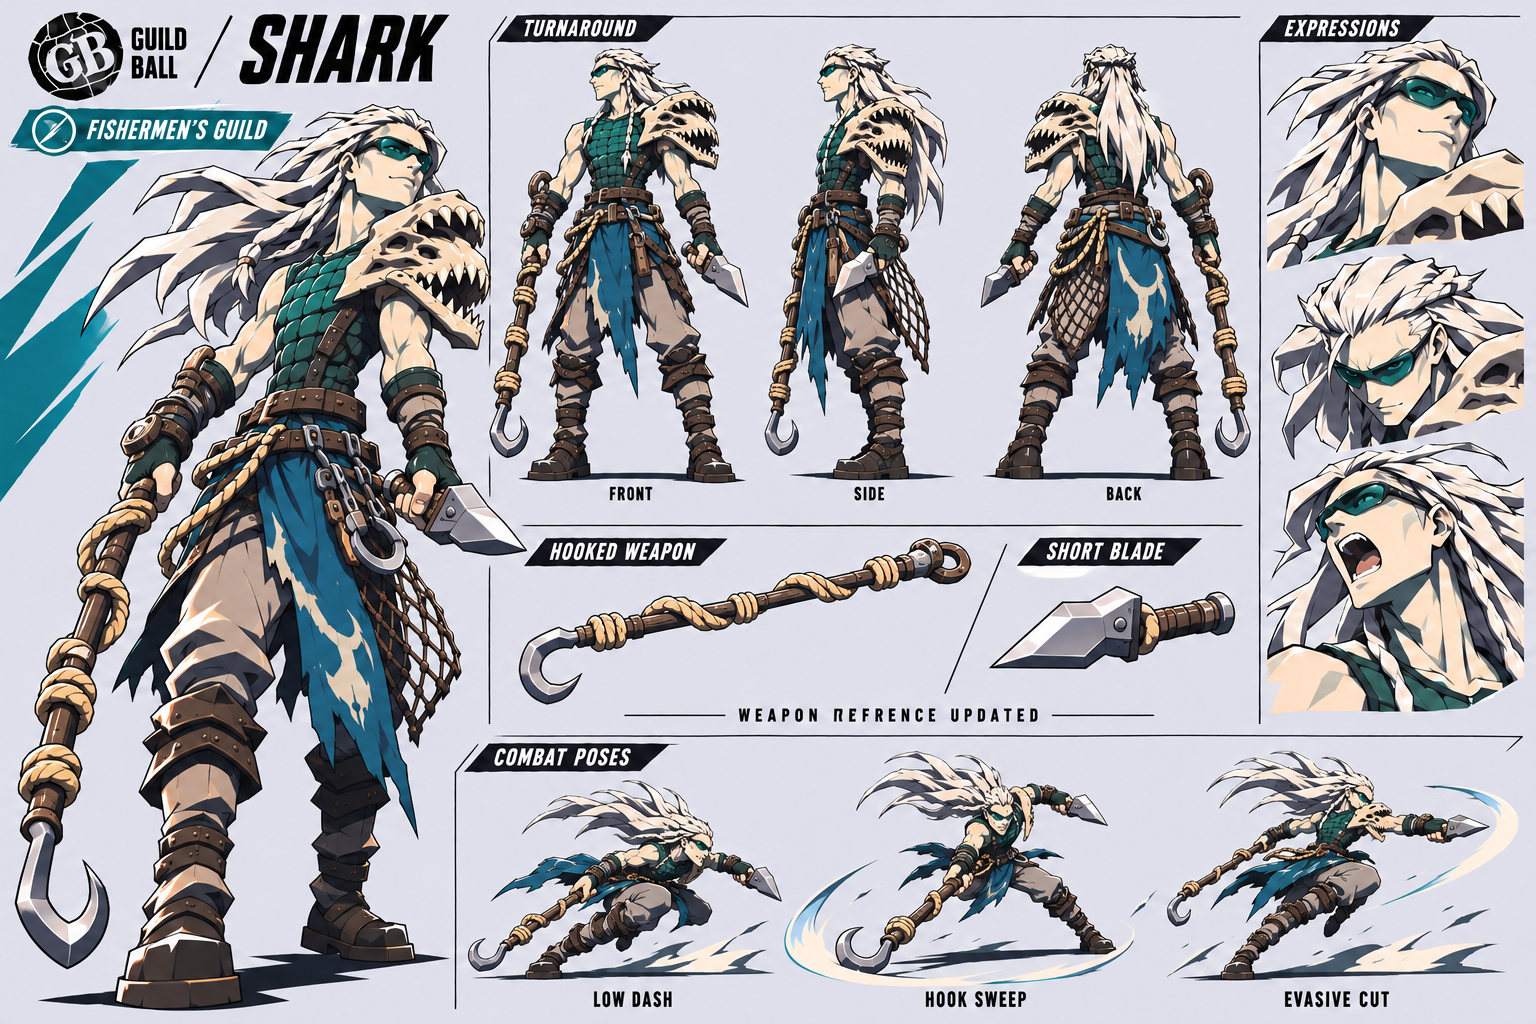 GB GUILD BALL / SHARK
FISHERMEN'S GUILD
TURNAROUND
FRONT
SIDE
BACK
EXPRESSIONS
HOOKED WEAPON
SHORT BLADE
WEAPON REFRENCE UPDATED
COMBAT POSES
LOW DASH
HOOK SWEEP
EVASIVE CUT